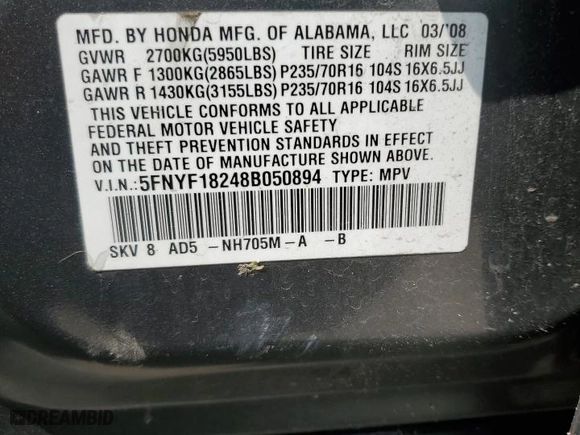 MFD. BY HONDA MFG. OF ALABAMA, LLC 03/'08
GVWR 2700KG(5950LBS) TIRE SIZE RIM SIZE
GAWR F 1300KG(2865LBS) P235/70R16 104S 16X6.5JJ
GAWR R 1430KG(3155LBS) P235/70R16 104S 16X6.5JJ
THIS VEHICLE CONFORMS TO ALL APPLICABLE
FEDERAL MOTOR VEHICLE SAFETY
AND THEFT PREVENTION STANDARDS IN EFFECT
ON THE DATE OF MANUFACTURE SHOWN ABOVE.
V.I.N.: 5FNYF18248B050894 TYPE: MPV
SKV 8 AD5 -NH705M-A -B
DREAMBID